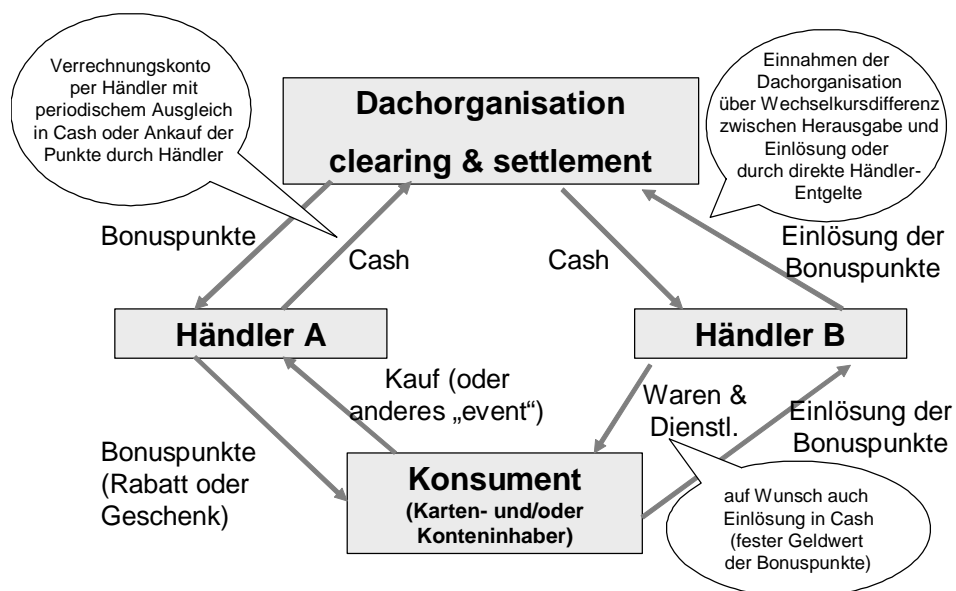 Verrechnungskonto
per Händler mit
periodischem Ausgleich
in Cash oder Ankauf der
Punkte durch Händler
Dachorganisation
clearing & settlement
Einnahmen der
Dachorganisation
über Wechselkursdifferenz
zwischen Herausgabe und
Einlösung oder
durch direkte Händler-
Entgelte
Bonuspunkte
Cash
Cash
Einlösung der
Bonuspunkte
Händler A
Händler B
Kauf (oder
anderes „event“)
Waren &
Dienstl.
Einlösung der
Bonuspunkte
Bonuspunkte
(Rabatt oder
Geschenk)
Konsument
(Karten- und/oder
Konteninhaber)
auf Wunsch auch
Einlösung in Cash
(fester Geldwert
der Bonuspunkte)